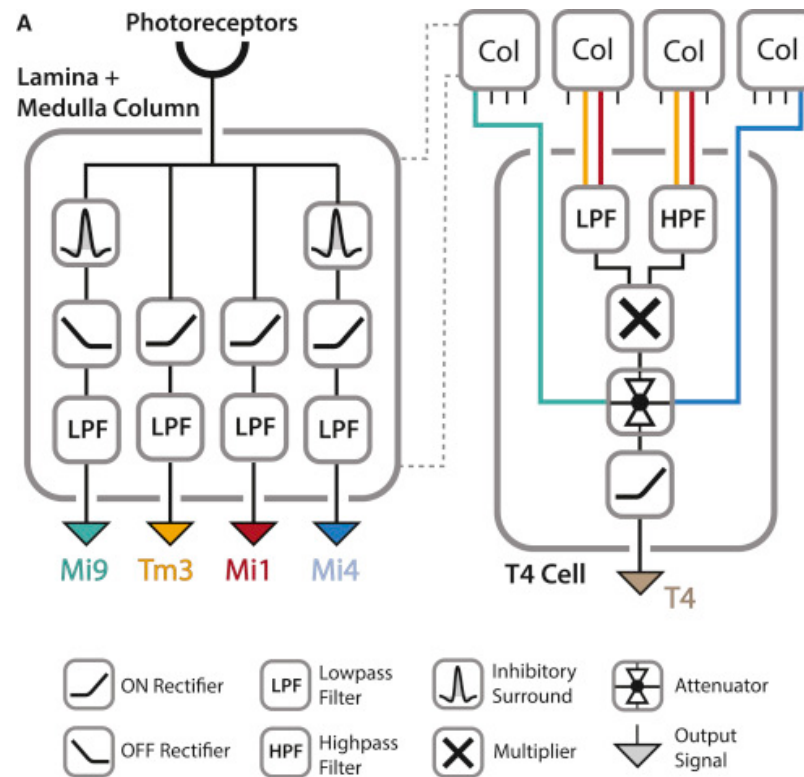 A
Photoreceptors
Lamina +
Medulla Column
Col
Col
Col
Col
LPF
HPF
LPF
LPF
LPF
LPF
Mi9
Tm3
Mi1
Mi4
T4 Cell
T4
ON Rectifier
LPF
Lowpass
Filter
Inhibitory
Surround
Attenuator
OFF Rectifier
HPF
Highpass
Filter
Multiplier
Output
Signal